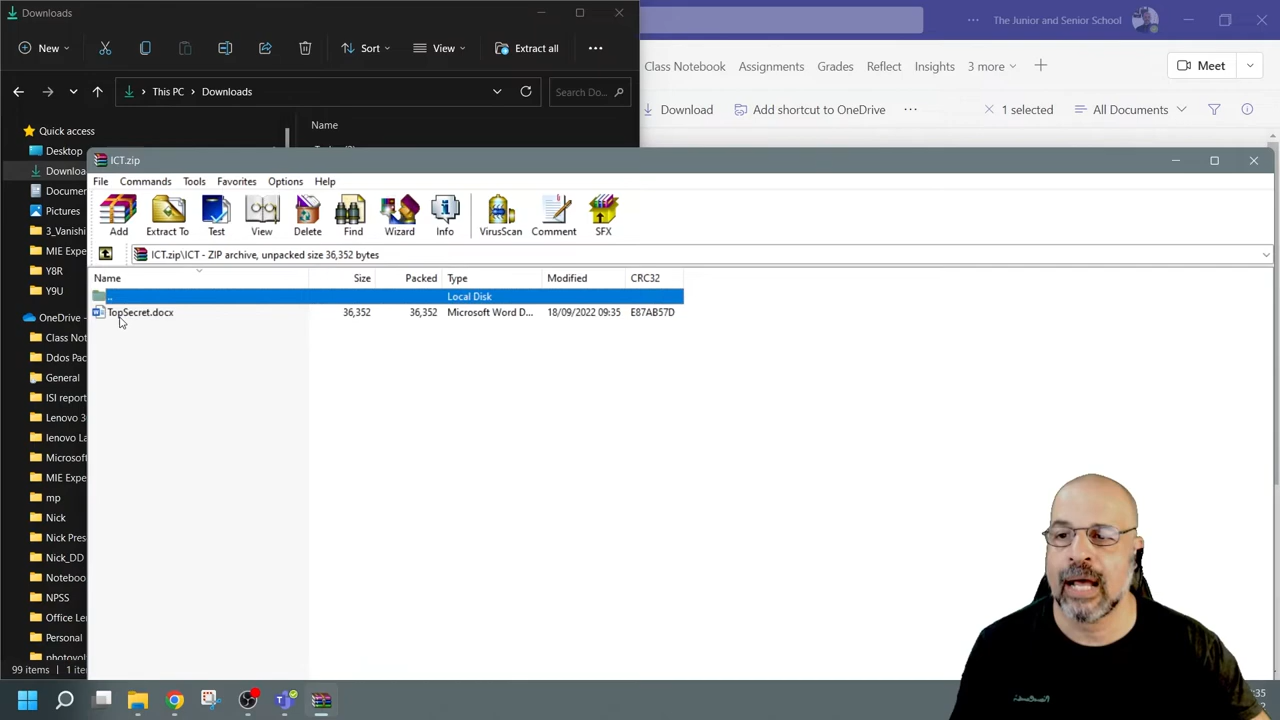 Downloads
The Junior and Senior School
New
Sort
View
Extract all
Class Notebook Assignments Grades Reflect Insights 3 more
Meet
This PC Downloads
Search Do...
Download Add shortcut to OneDrive
1 selected All Documents
Name
Quick access
Desktop
Downloa
Docume
Pictures
3_Vanishi
MIE Expe
Y8R
Y9U
OneDrive
Class Not
Ddos Pac
General
ISI report
Lenovo 3
lenovo La
Microsof
MIE Expe
mp
Nick
Nick Pres
Nick_DD
Notebook
NPSS
Office Le
Personal
photovol
99 items 1 ite
ICT.zip
File Commands Tools Favorites Options Help
Add Extract To Test View Delete Find Wizard Info VirusScan Comment SFX
ICT.zip\ICT - ZIP archive, unpacked size 36,352 bytes
Name Size Packed Type Modified CRC32
.. Local Disk
TopSecret.docx 36,352 36,352 Microsoft Word D... 18/09/2022 09:35 E87AB57D